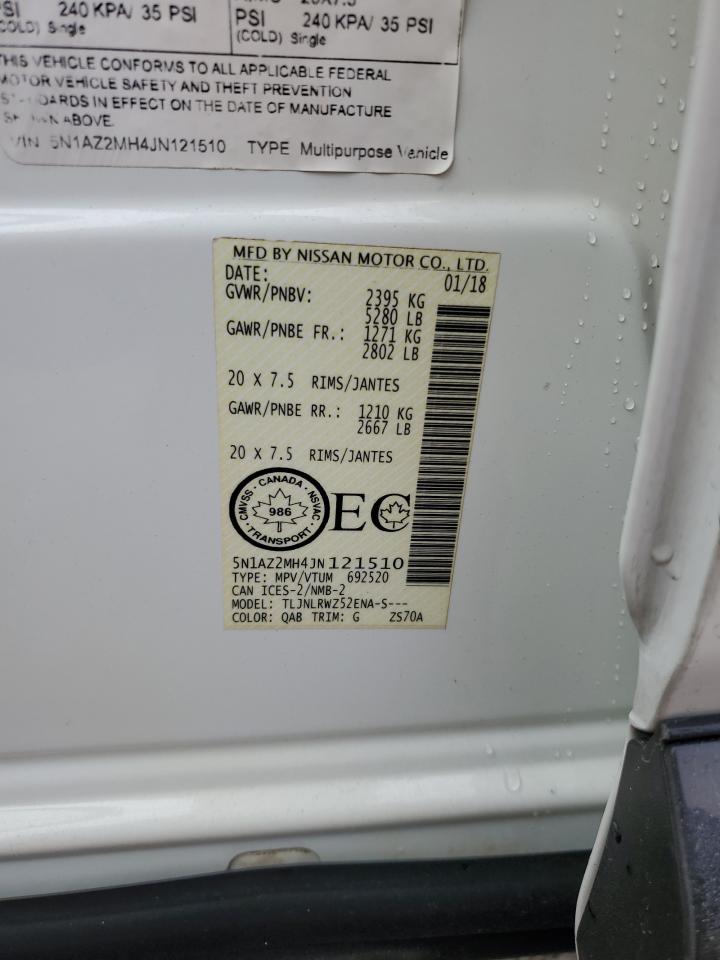 PSI 240 KPA/ 35 PSI
(COLD) Single
PSI 240 KPA/ 35 PSI
(COLD) Single
THIS VEHICLE CONFORMS TO ALL APPLICABLE FEDERAL
MOTOR VEHICLE SAFETY AND THEFT PREVENTION
IN EFFECT ON THE DATE OF MANUFACTURE
ABOVE.
VIN 5N1AZ2MH4JN121510 TYPE Multipurpose Vehicle
MFD BY NISSAN MOTOR CO., LTD.
DATE: 01/18
GVWR/PNBV: 2395 KG
5280 LB
GAWR/PNBE FR.: 1271 KG
2802 LB
20 X 7.5 RIMS/JANTES
GAWR/PNBE RR.: 1210 KG
2667 LB
20 X 7.5 RIMS/JANTES
CMVSS · CANADA · NSVAC
986
· TRANSPORT ·
EC
5N1AZ2MH4JN121510
TYPE: MPV/VTUM 692520
CAN ICES-2/NMB-2
MODEL: TLJNLRWZ52ENA-S---
COLOR: QAB TRIM: G ZS70A